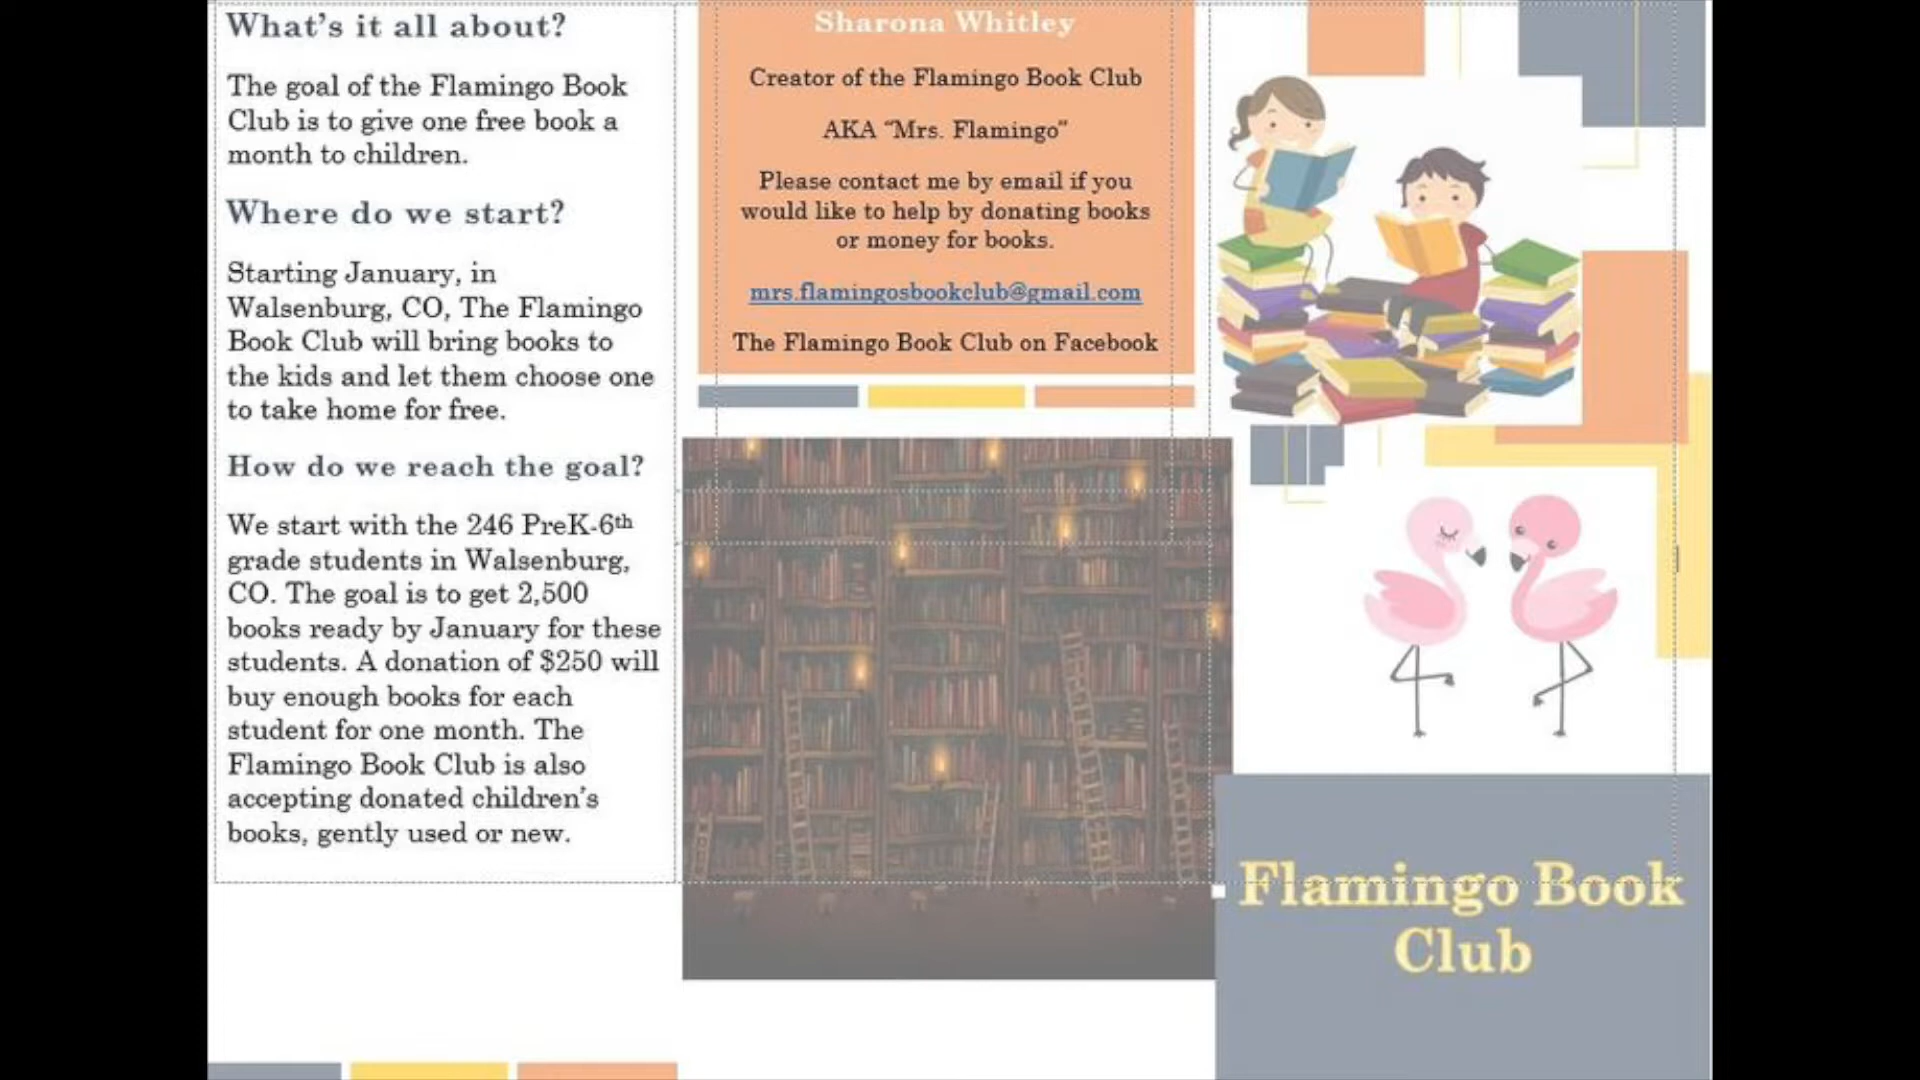 What's it all about?
The goal of the Flamingo Book
Club is to give one free book a
month to children.
Where do we start?
Starting January, in
Walsenburg, CO, The Flamingo
Book Club will bring books to
the kids and let them choose one
to take home for free.
How do we reach the goal?
We start with the 246 PreK-6th
grade students in Walsenburg,
CO. The goal is to get 2,500
books ready by January for these
students. A donation of $250 will
buy enough books for each
student for one month. The
Flamingo Book Club is also
accepting donated children's
books, gently used or new.
Sharona Whitley
Creator of the Flamingo Book Club
AKA “Mrs. Flamingo”
Please contact me by email if you
would like to help by donating books
or money for books.
mrs.flamingosbookclub@gmail.com
The Flamingo Book Club on Facebook
Flamingo Book
Club